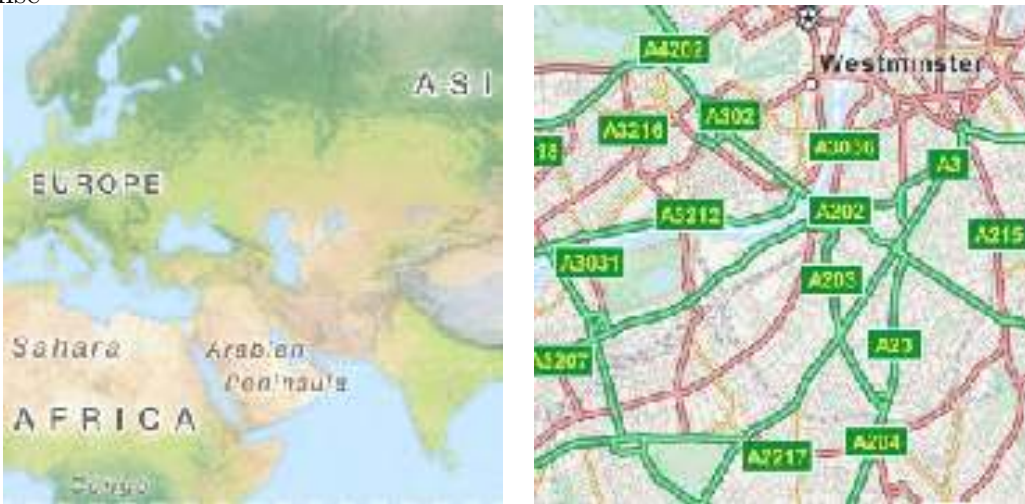 ASI
EUROPE
Sahara
Arabian
Peninsula
AFRICA
Congo
A4202
Westminster
A302
A3216
A3036
A3
A3212
A202
A215
A3031
A203
A23
A3207
A204
A2217